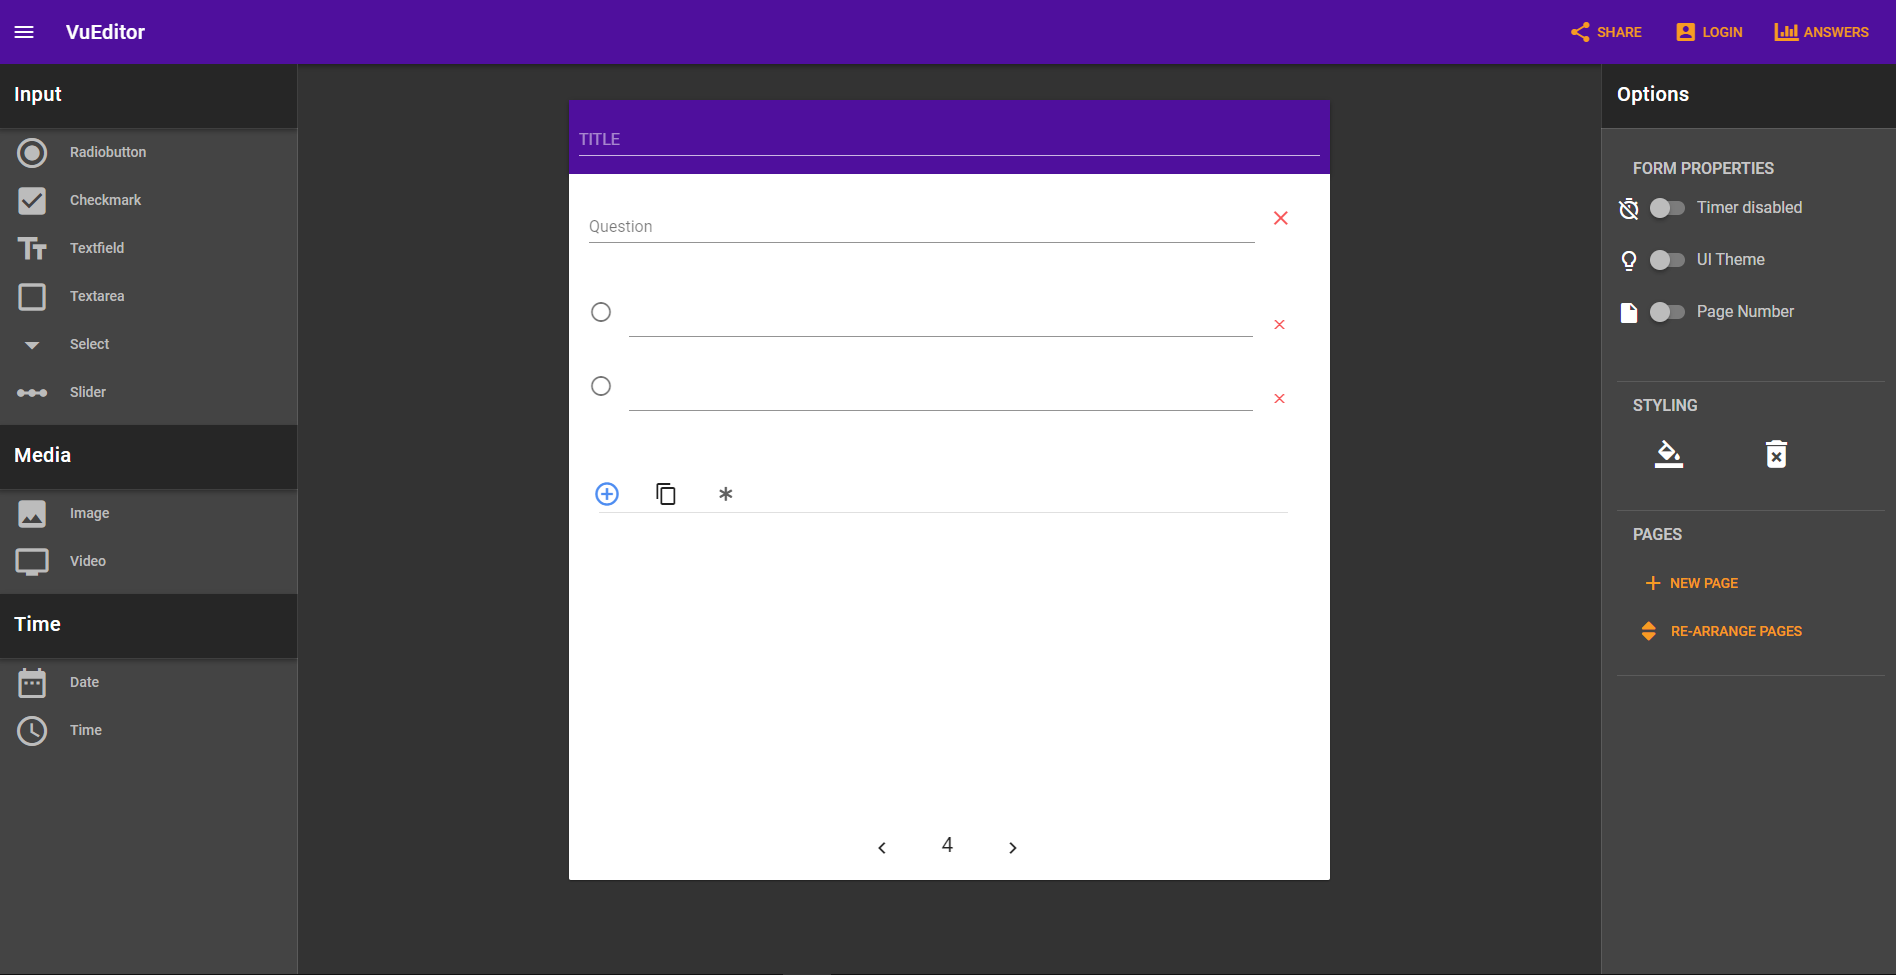 VuEditor
SHARE
LOGIN
ANSWERS
Input
Radiobutton
Checkmark
Textfield
Textarea
Select
Slider
Media
Image
Video
Time
Date
Time
TITLE
Question
4
Options
FORM PROPERTIES
Timer disabled
UI Theme
Page Number
STYLING
PAGES
NEW PAGE
RE-ARRANGE PAGES